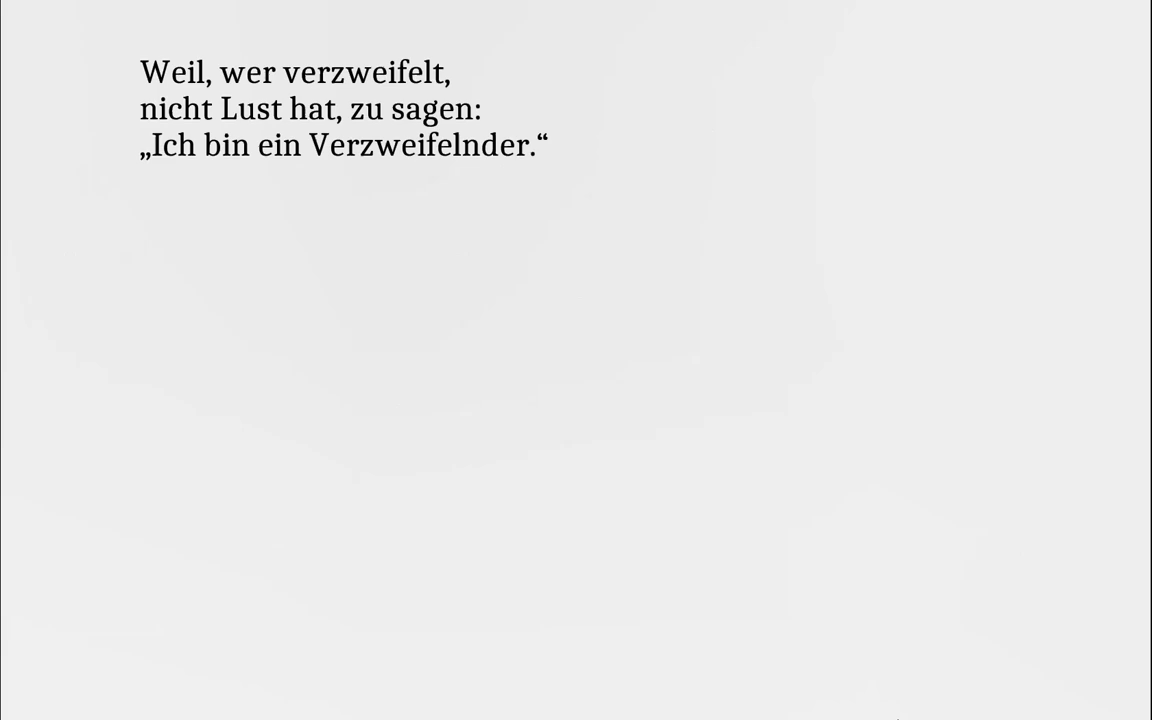 Weil, wer verzweifelt,
nicht Lust hat, zu sagen:
„Ich bin ein Verzweifelnder.“